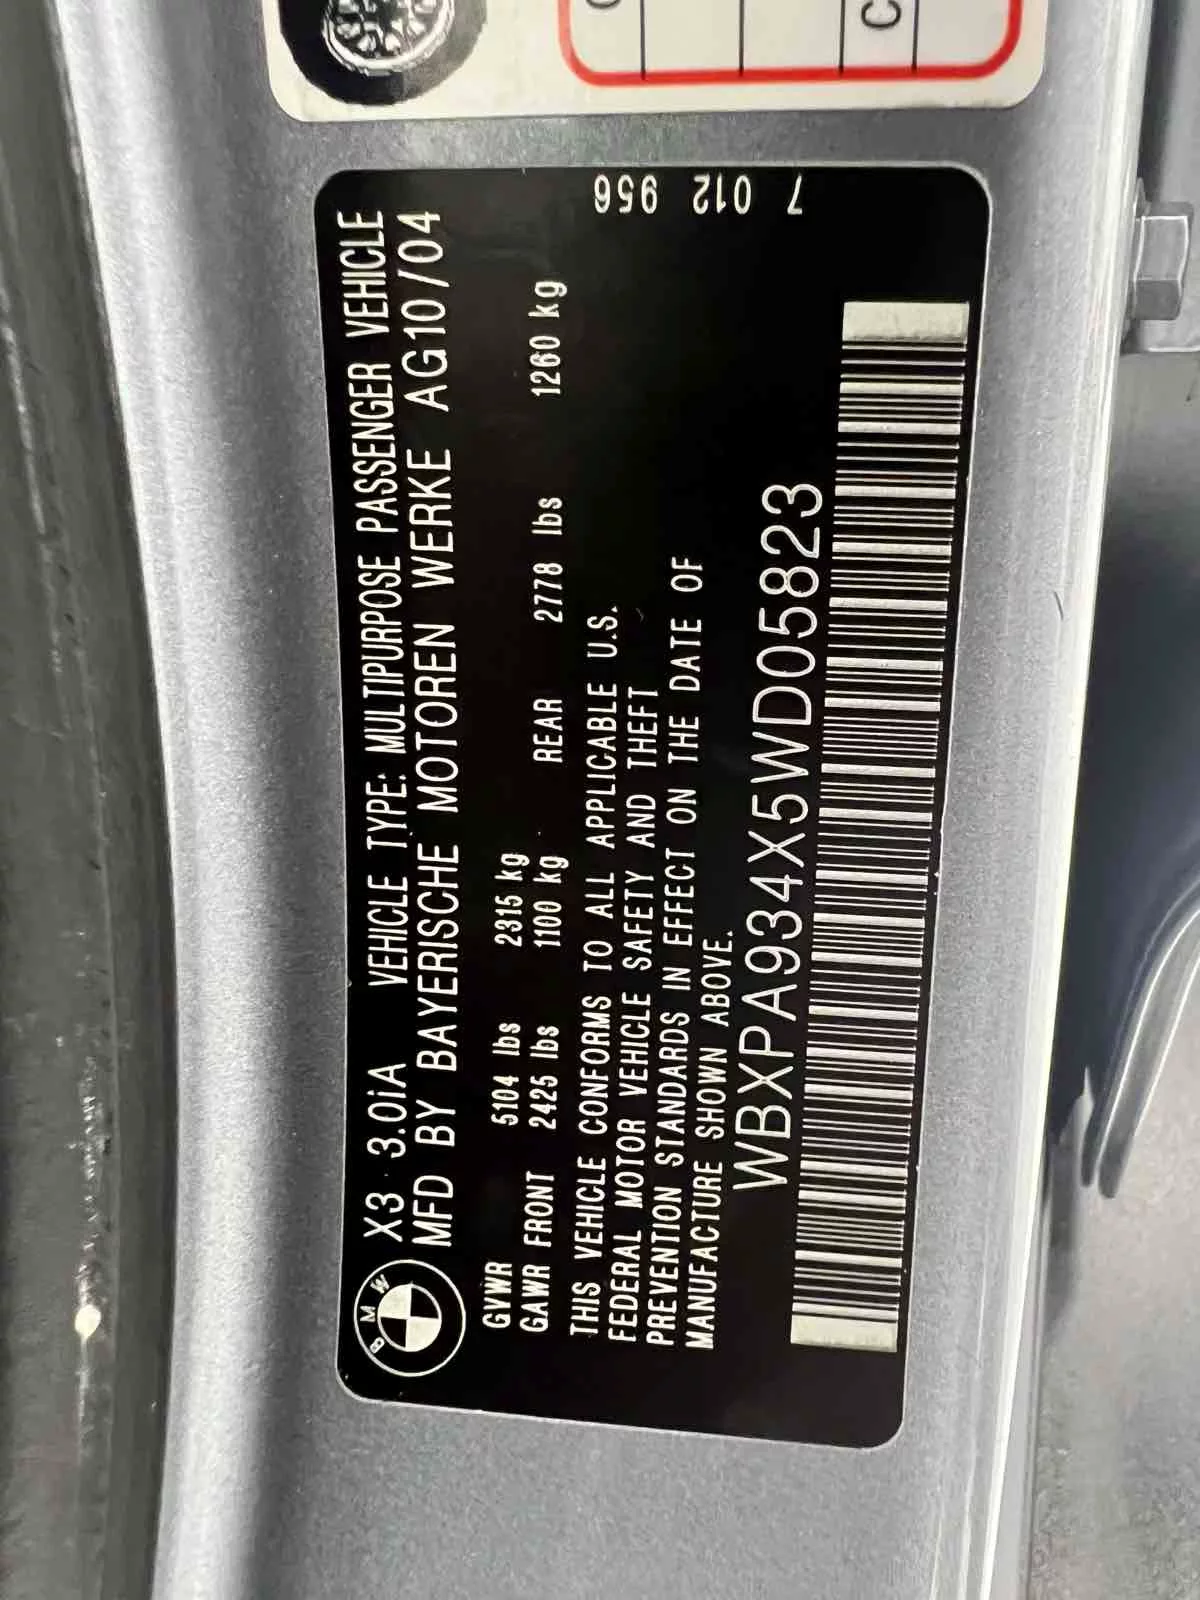 BMW
X3 3.0iA VEHICLE TYPE: MULTIPURPOSE PASSENGER VEHICLE
MFD BY BAYERISCHE MOTOREN WERKE AG10/04
GVWR 5104 lbs 2315 kg
GAWR FRONT 2425 lbs 1100 kg REAR 2778 lbs 1260 kg
THIS VEHICLE CONFORMS TO ALL APPLICABLE U.S.
FEDERAL MOTOR VEHICLE SAFETY AND THEFT
PREVENTION STANDARDS IN EFFECT ON THE DATE OF
MANUFACTURE SHOWN ABOVE.
WBXPA934X5WD05823
7 012 956